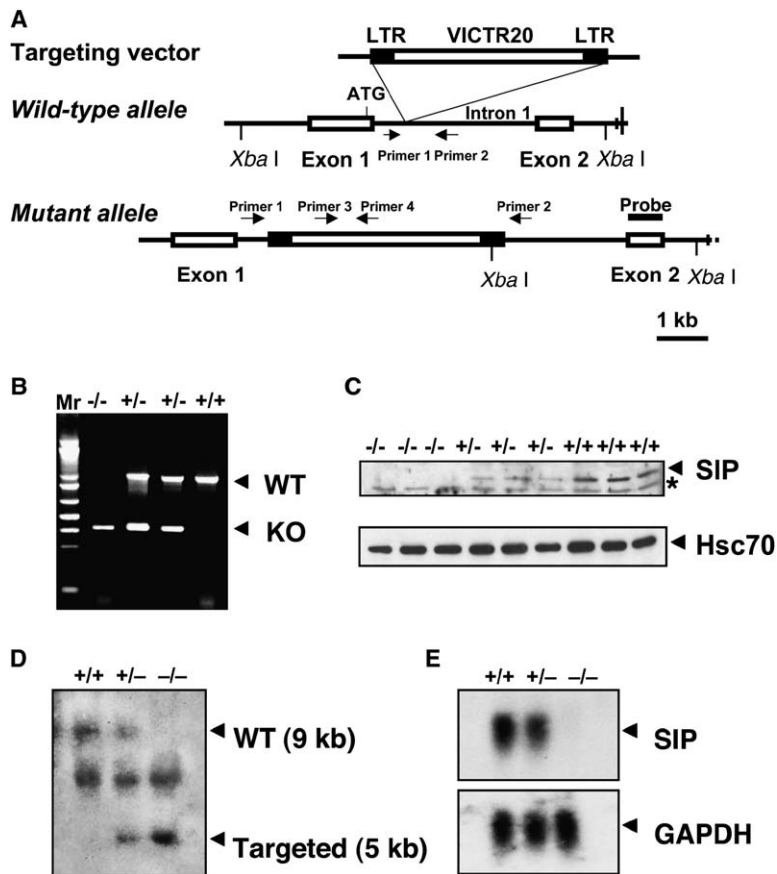 A
LTR VICTR20 LTR
Targeting vector
ATG
Wild-type allele
Intron 1
Primer 1 Primer 2
Xba I Exon 1 Exon 2 Xba I
Mutant allele
Primer 1 Primer 3 Primer 4 Primer 2 Probe
Exon 1 Xba I Exon 2 Xba I
1 kb
B
Mr -/- +/- +/- +/+
WT
KO
C
-/- -/- -/- +/- +/- +/- +/+ +/+ +/+
SIP
*
Hsc70
D
+/+ +/– –/–
WT (9 kb)
Targeted (5 kb)
E
+/+ +/– –/–
SIP
GAPDH